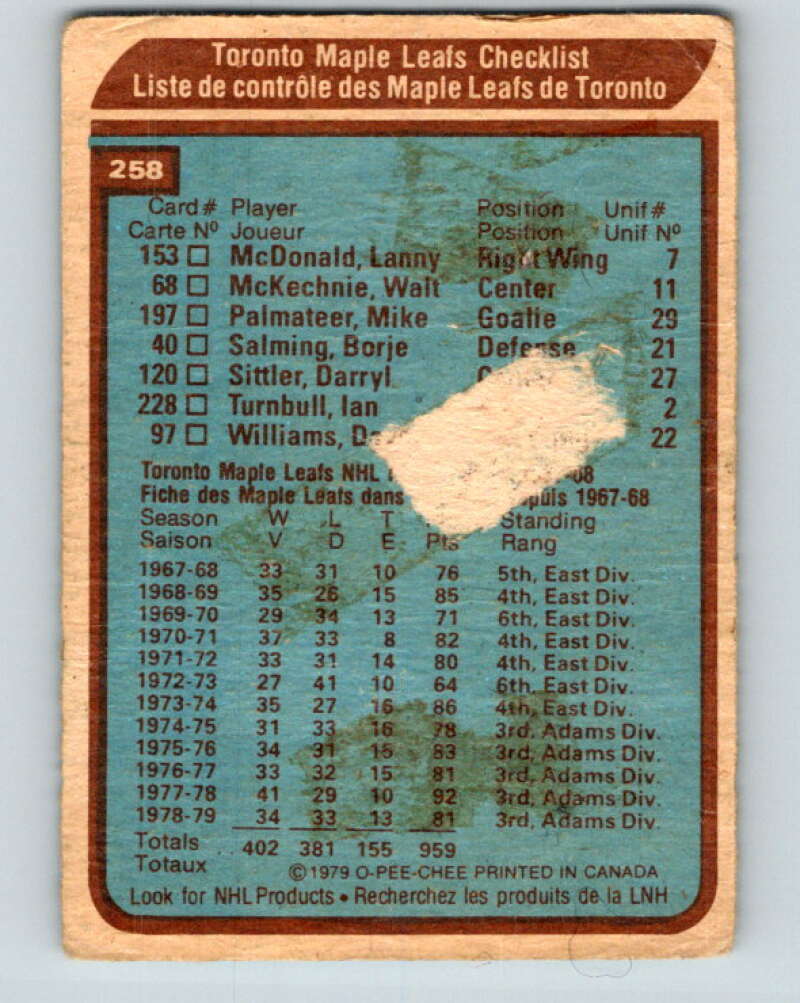 Toronto Maple Leafs Checklist
Liste de contrôle des Maple Leafs de Toronto
258
Card # Player Position Unif #
Carte Nº Joueur Position Unif Nº
153 □ McDonald, Lanny Right Wing 7
68 □ McKechnie, Walt Center 11
197 □ Palmateer, Mike Goalie 29
40 □ Salming, Borje Defense 21
120 □ Sittler, Darryl 27
228 □ Turnbull, Ian 2
97 □ Williams, 22
Toronto Maple Leafs NHL
Fiche des Maple Leafs dans 1967-68
Season W L T Standing
Saison V D E Pts Rang
1967-68 33 31 10 76 5th, East Div.
1968-69 35 26 15 85 4th, East Div.
1969-70 29 34 13 71 6th, East Div.
1970-71 37 33 8 82 4th, East Div.
1971-72 33 31 14 80 4th, East Div.
1972-73 27 41 10 64 6th, East Div.
1973-74 35 27 16 86 4th, East Div.
1974-75 31 33 16 78 3rd, Adams Div.
1975-76 34 31 15 83 3rd, Adams Div.
1976-77 33 32 15 81 3rd, Adams Div.
1977-78 41 29 10 92 3rd, Adams Div.
1978-79 34 33 13 81 3rd, Adams Div.
Totals 402 381 155 959
Totaux
©1979 O-PEE-CHEE PRINTED IN CANADA
Look for NHL Products • Recherchez les produits de la LNH